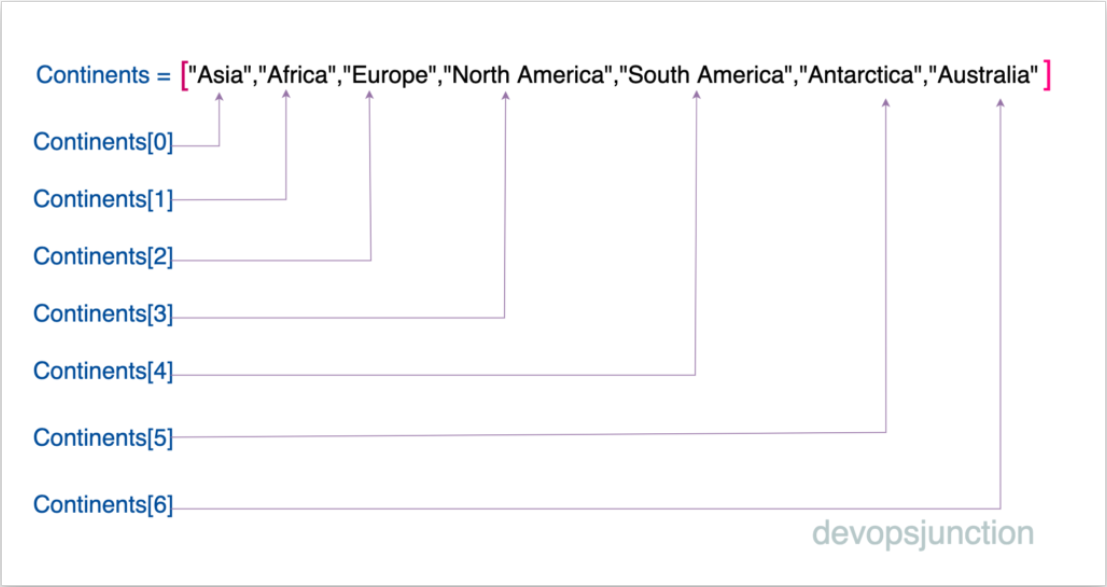 Continents = ["Asia","Africa","Europe","North America","South America","Antarctica","Australia" ]
Continents[0]
Continents[1]
Continents[2]
Continents[3]
Continents[4]
Continents[5]
Continents[6]
devopsjunction